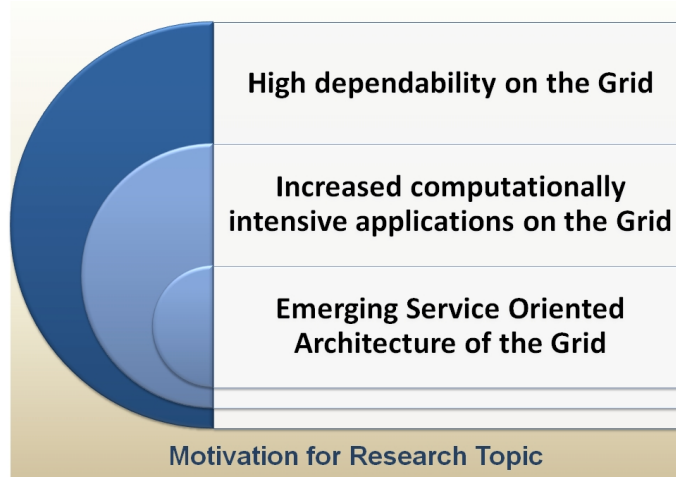 High dependability on the Grid
Increased computationally
intensive applications on the Grid
Emerging Service Oriented
Architecture of the Grid
Motivation for Research Topic